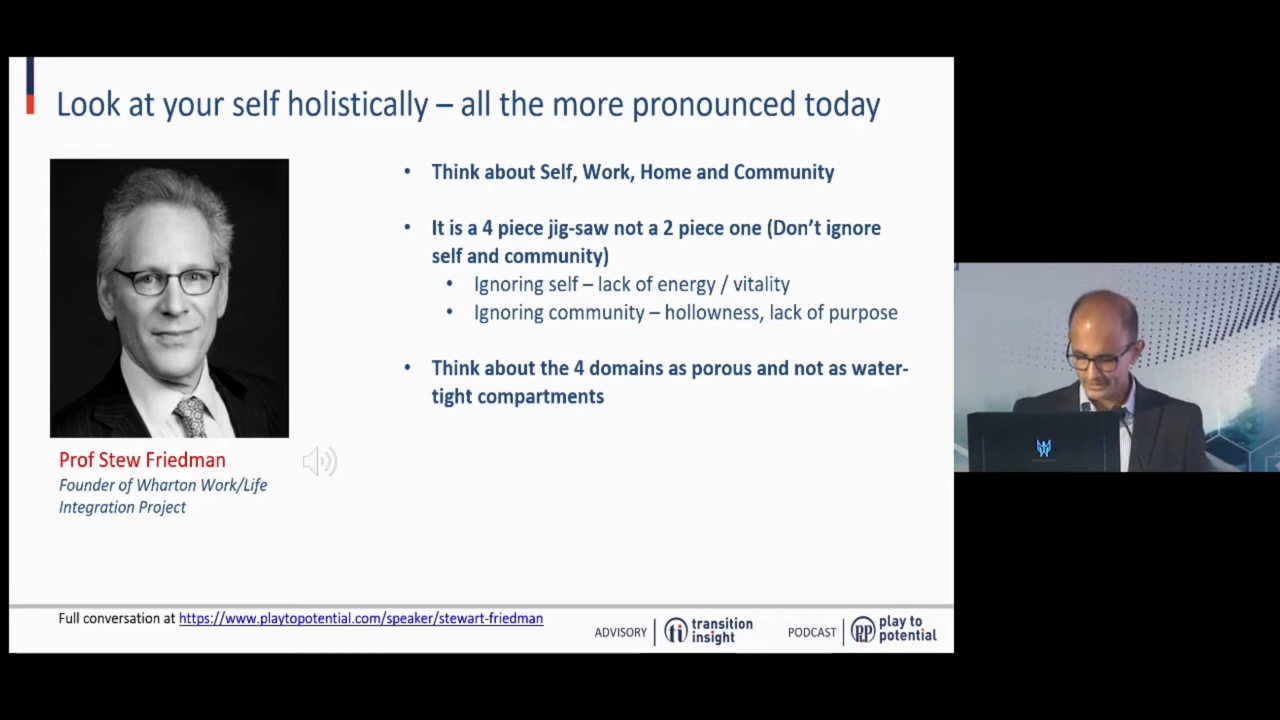 Look at your self holistically – all the more pronounced today
• Think about Self, Work, Home and Community
• It is a 4 piece jig-saw not a 2 piece one (Don’t ignore
self and community)
• Ignoring self – lack of energy / vitality
• Ignoring community – hollowness, lack of purpose
• Think about the 4 domains as porous and not as water-
tight compartments
Prof Stew Friedman
Founder of Wharton Work/Life
Integration Project
Full conversation at https://www.playtopotential.com/speaker/stewart-friedman
ADVISORY
ti
transition
insight
PODCAST
play to
potential